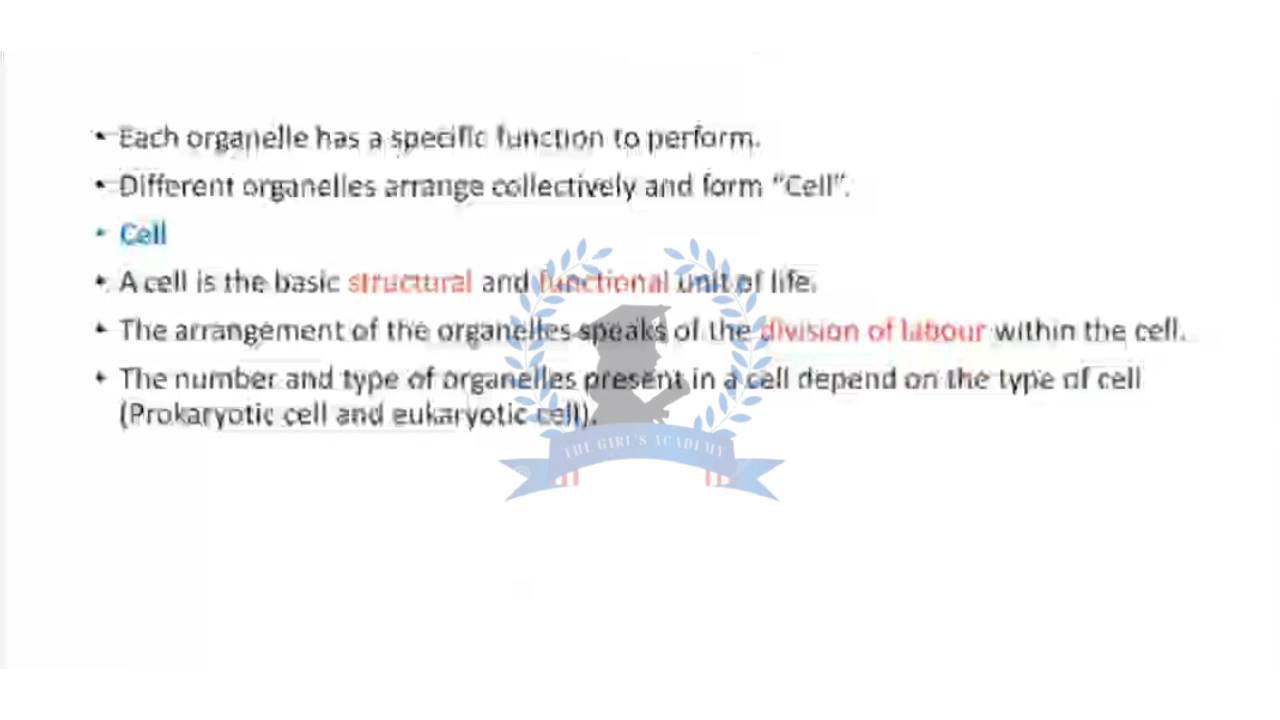 • Each organelle has a specific function to perform.
• Different organelles arrange collectively and form “Cell”.
• Cell
• A cell is the basic structural and functional unit of life.
• The arrangement of the organelles speaks of the division of labour within the cell.
• The number and type of organelles present in a cell depend on the type of cell
(Prokaryotic cell and eukaryotic cell).
THE GIRL'S ACADEMY